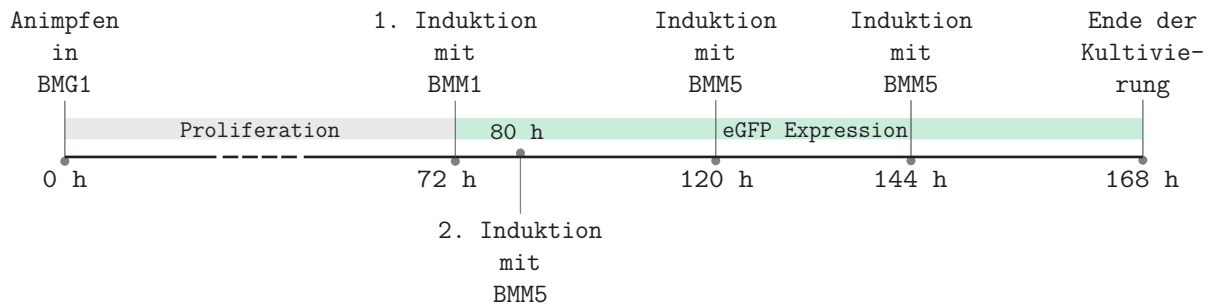 Animpfen
in
BMG1
1. Induktion
mit
BMM1
Induktion
mit
BMM5
Induktion
mit
BMM5
Ende der
Kultivie-
rung
Proliferation
80 h
eGFP Expression
0 h
72 h
120 h
144 h
168 h
2. Induktion
mit
BMM5